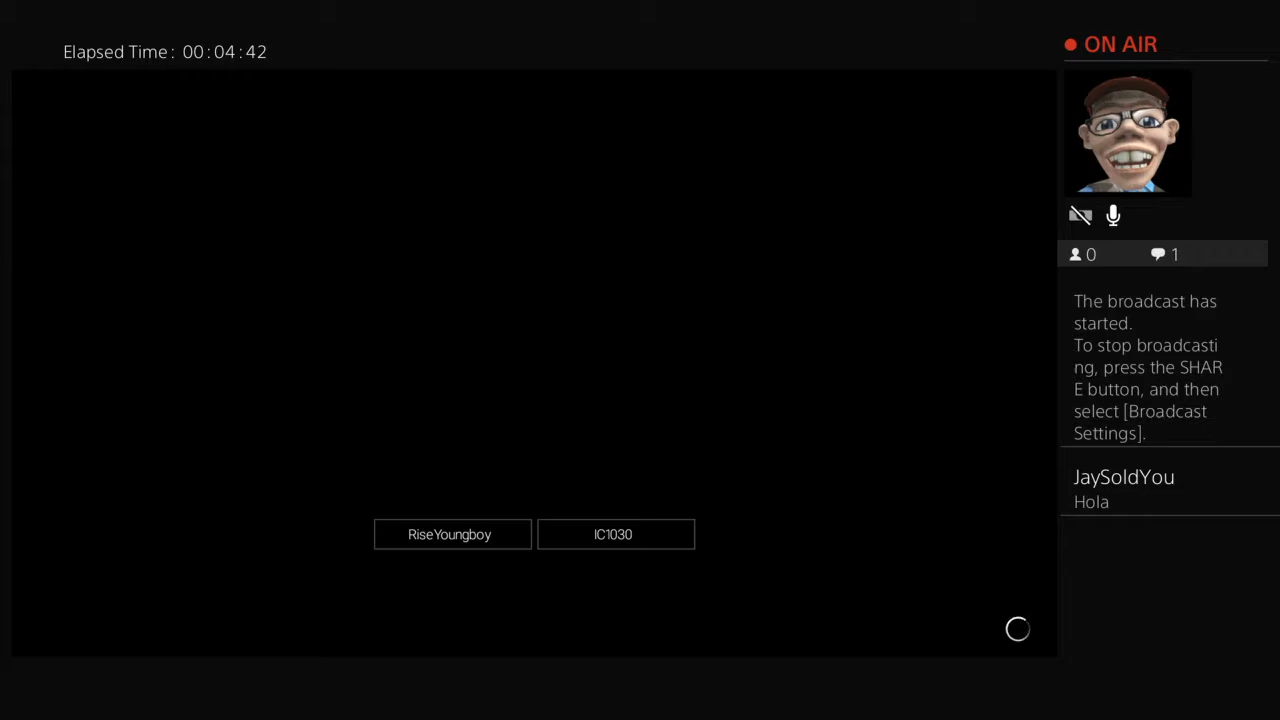 Elapsed Time: 00:04:42
ON AIR
0 1
The broadcast has
started.
To stop broadcasti
ng, press the SHAR
E button, and then
select [Broadcast
Settings].
JaySoldYou
Hola
RiseYoungboy IC1030